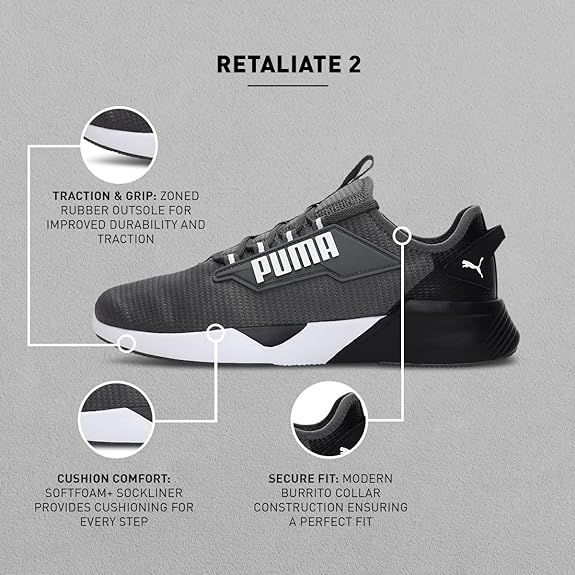 RETALIATE 2
TRACTION & GRIP: ZONED
RUBBER OUTSOLE FOR
IMPROVED DURABILITY AND
TRACTION
PUMA
CUSHION COMFORT:
SOFTFOAM+ SOCKLINER
PROVIDES CUSHIONING FOR
EVERY STEP
SECURE FIT: MODERN
BURRITO COLLAR
CONSTRUCTION ENSURING
A PERFECT FIT